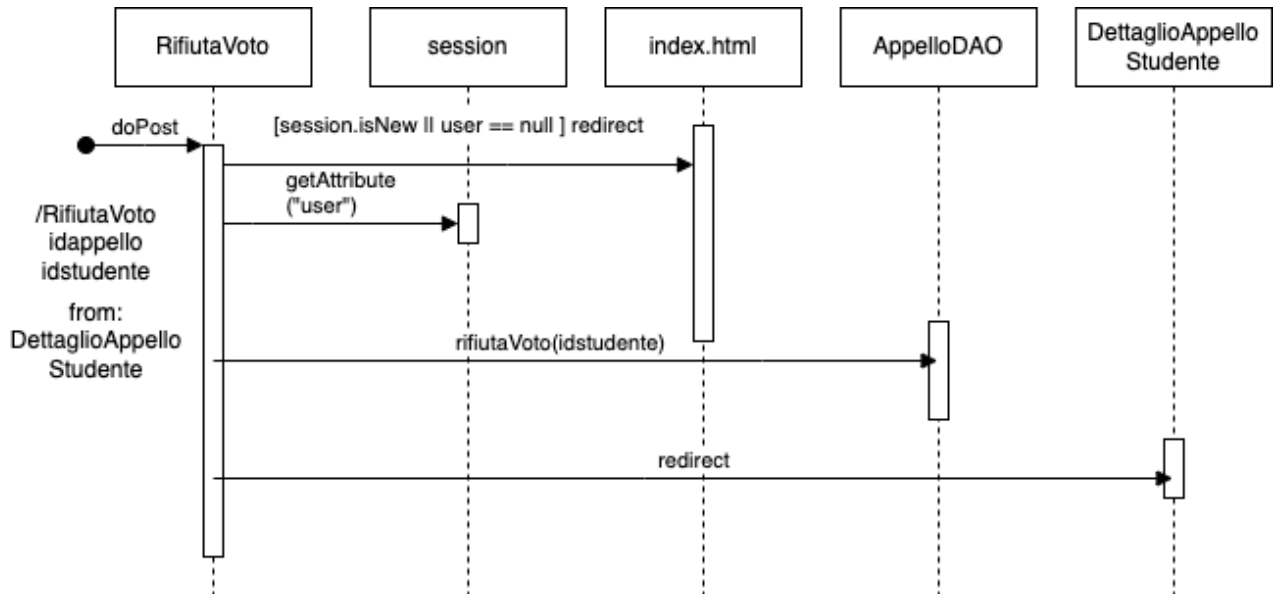 RifiutaVoto
session
index.html
AppelloDAO
DettaglioAppello
Studente
doPost
[session.isNew || user == null ] redirect
getAttribute
("user")
/RifiutaVoto
idappello
idstudente
from:
DettaglioAppello
Studente
rifiutaVoto(idstudente)
redirect